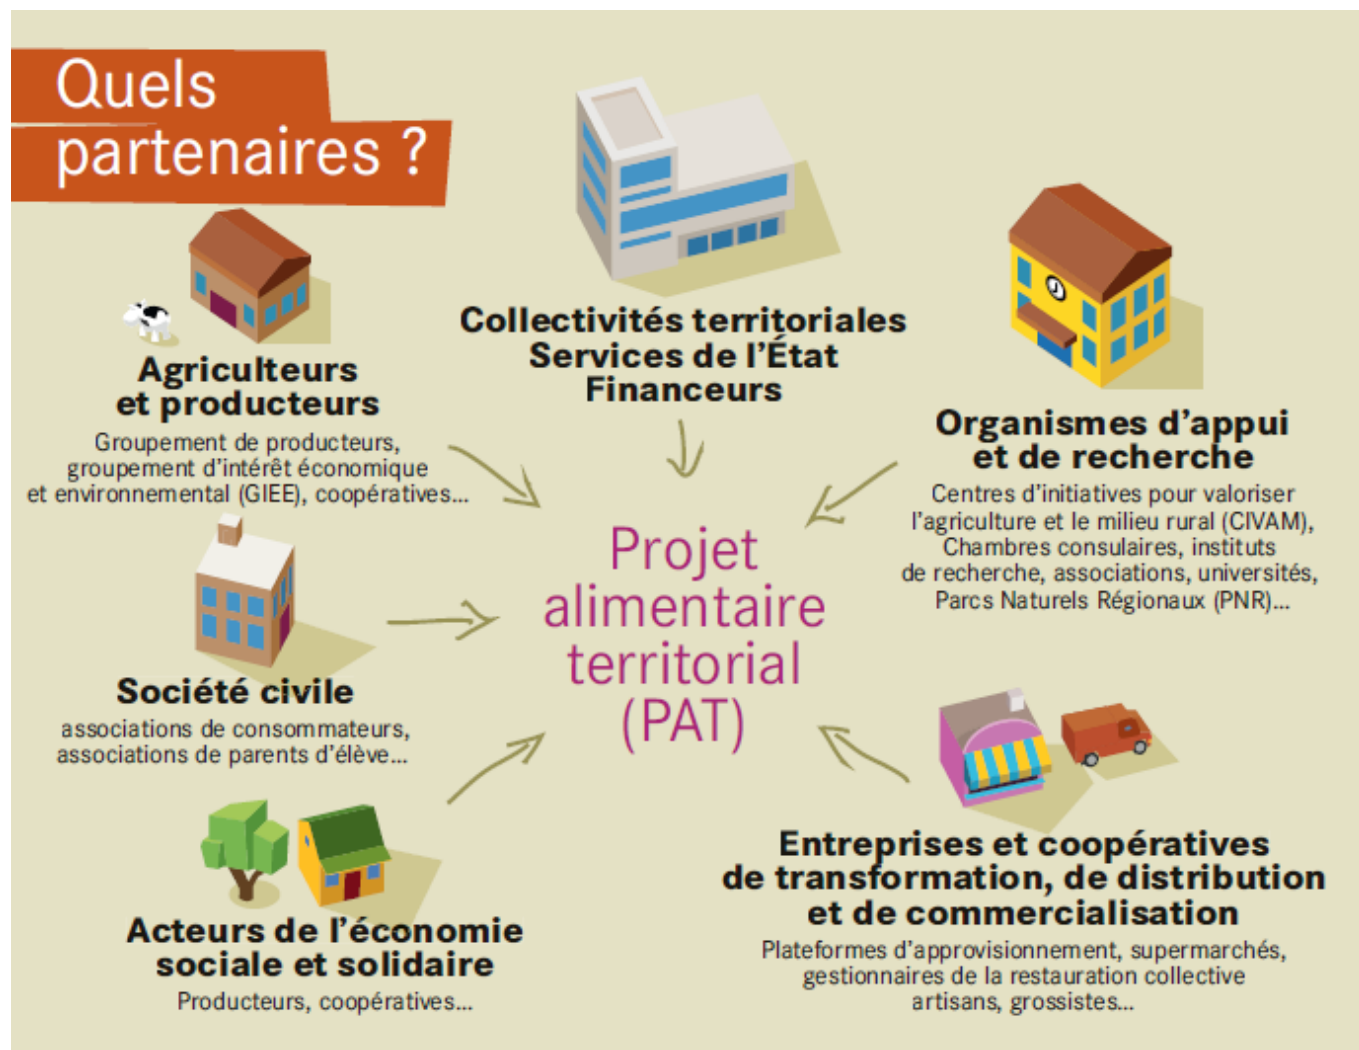 Quels
partenaires ?
Agriculteurs
et producteurs
Groupement de producteurs,
groupement d'intérêt économique
et environnemental (GIEE), coopératives...
Collectivités territoriales
Services de l'État
Financeurs
Organismes d'appui
et de recherche
Centres d'initiatives pour valoriser
l'agriculture et le milieu rural (CIVAM),
Chambres consulaires, instituts
de recherche, associations, universités,
Parcs Naturels Régionaux (PNR)...
Projet
alimentaire
territorial
(PAT)
Société civile
associations de consommateurs,
associations de parents d'élève...
Acteurs de l'économie
sociale et solidaire
Producteurs, coopératives...
Entreprises et coopératives
de transformation, de distribution
et de commercialisation
Plateformes d'approvisionnement, supermarchés,
gestionnaires de la restauration collective
artisans, grossistes...